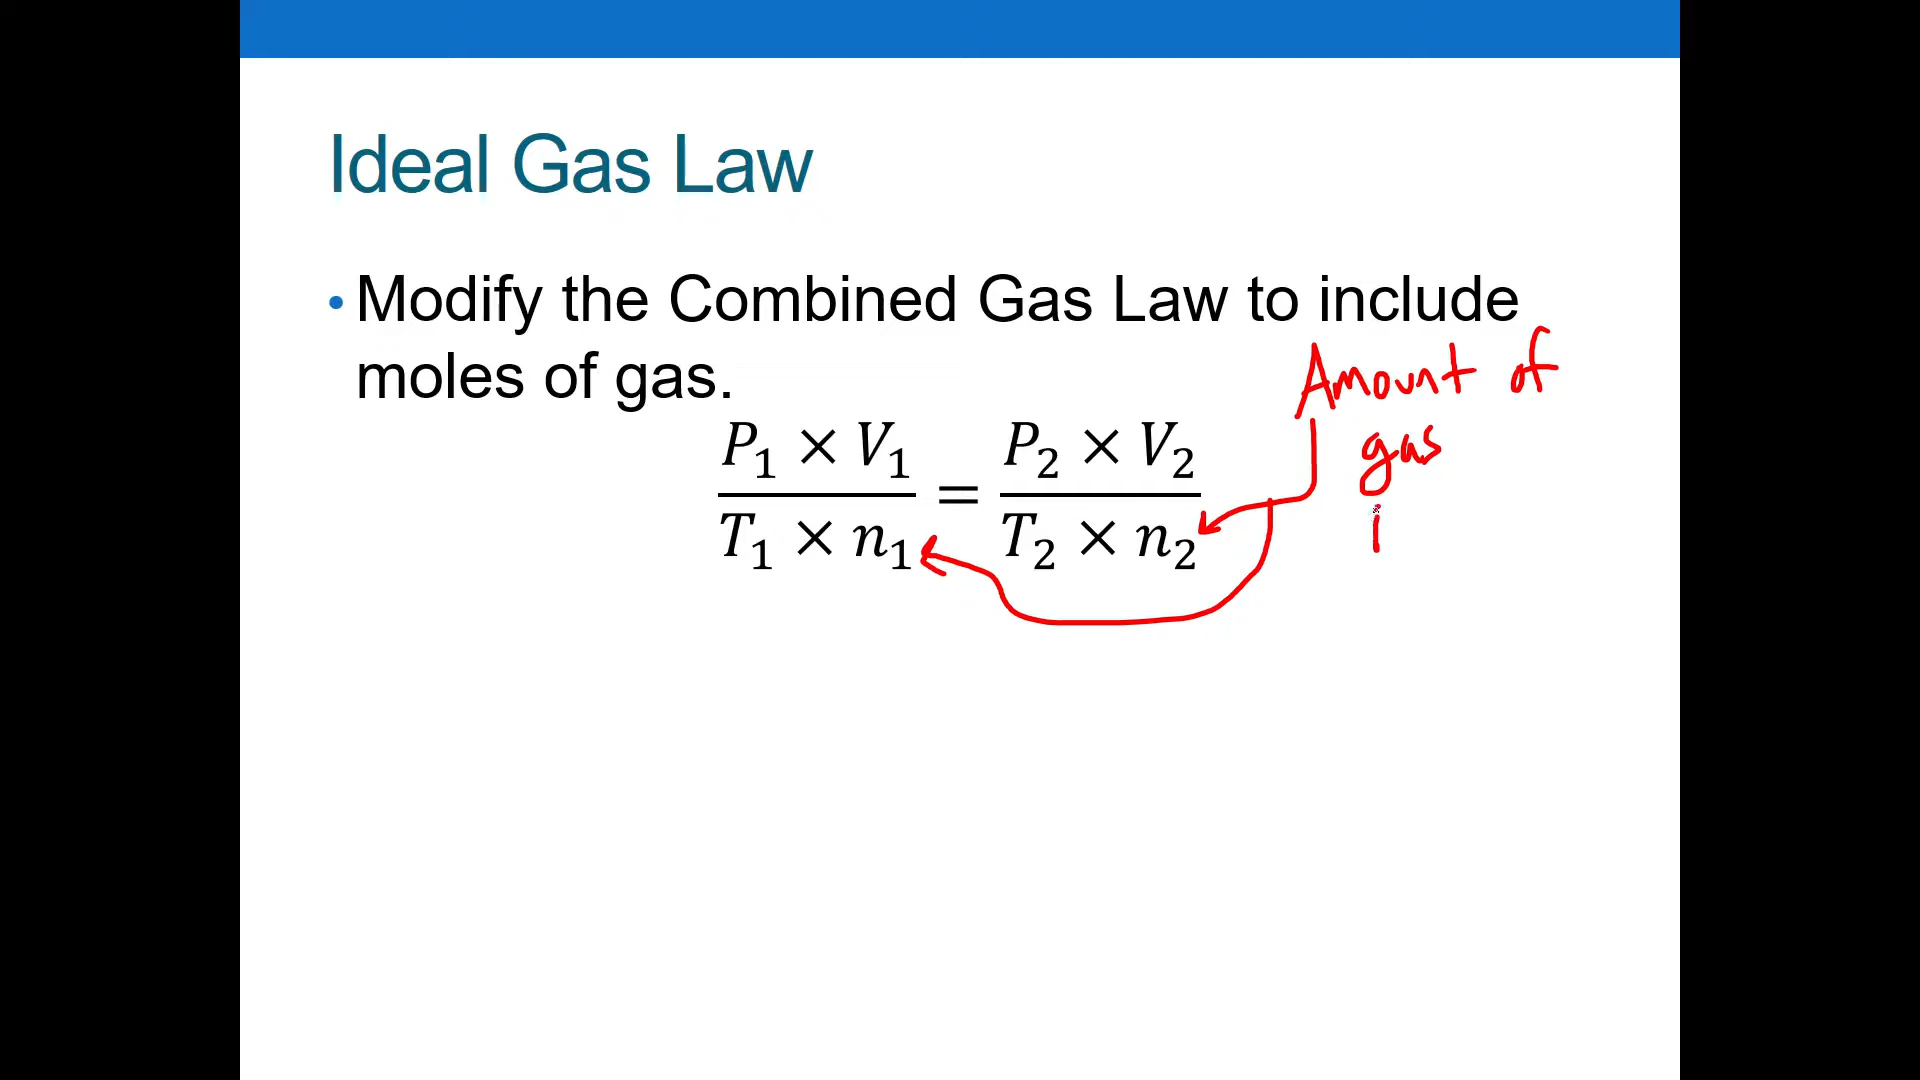 Ideal Gas Law
• Modify the Combined Gas Law to include
moles of gas.
Amount of
gas
i
P₁ × V₁ / T₁ × n₁ = P₂ × V₂ / T₂ × n₂